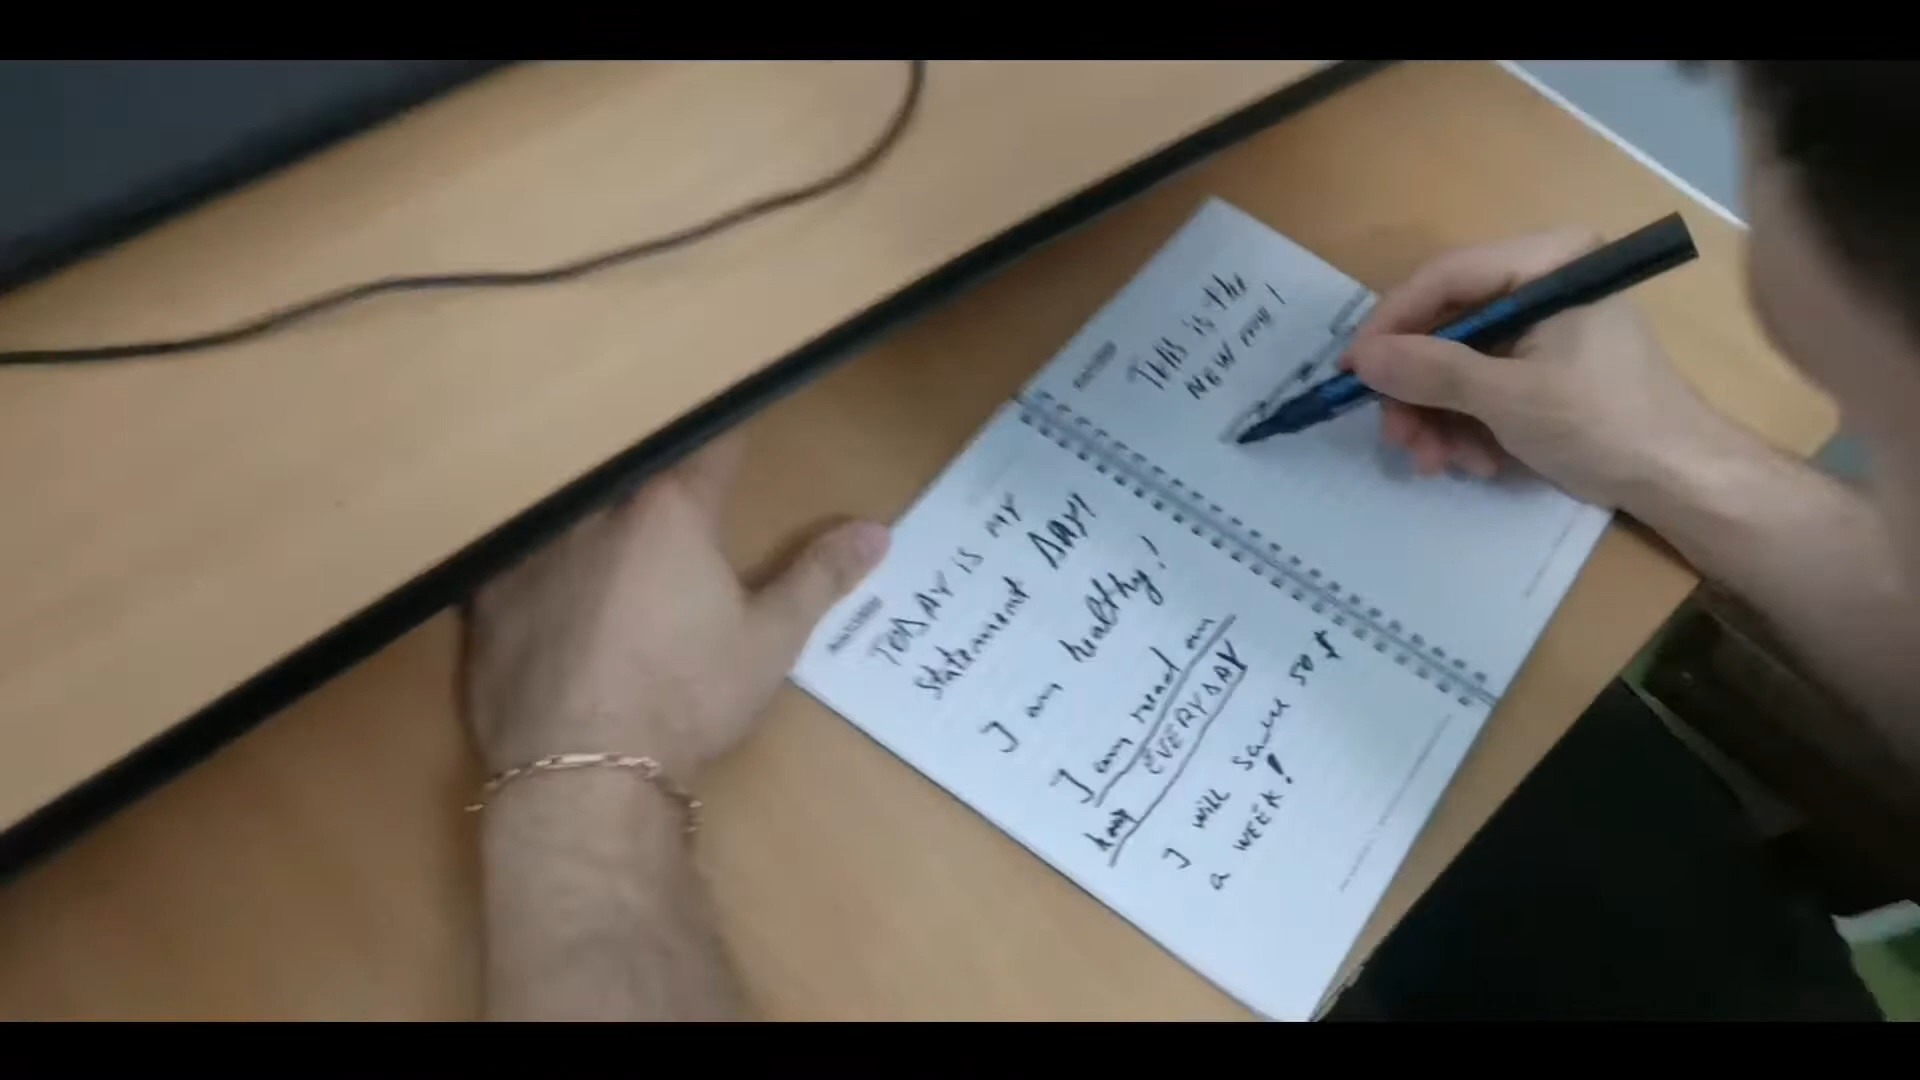 TODAY IS MY
statement DAY!
I am healthy!
I am read an
hour EVERYDAY
I will save 50 $
a WEEK!
THIS is the
NEW me!